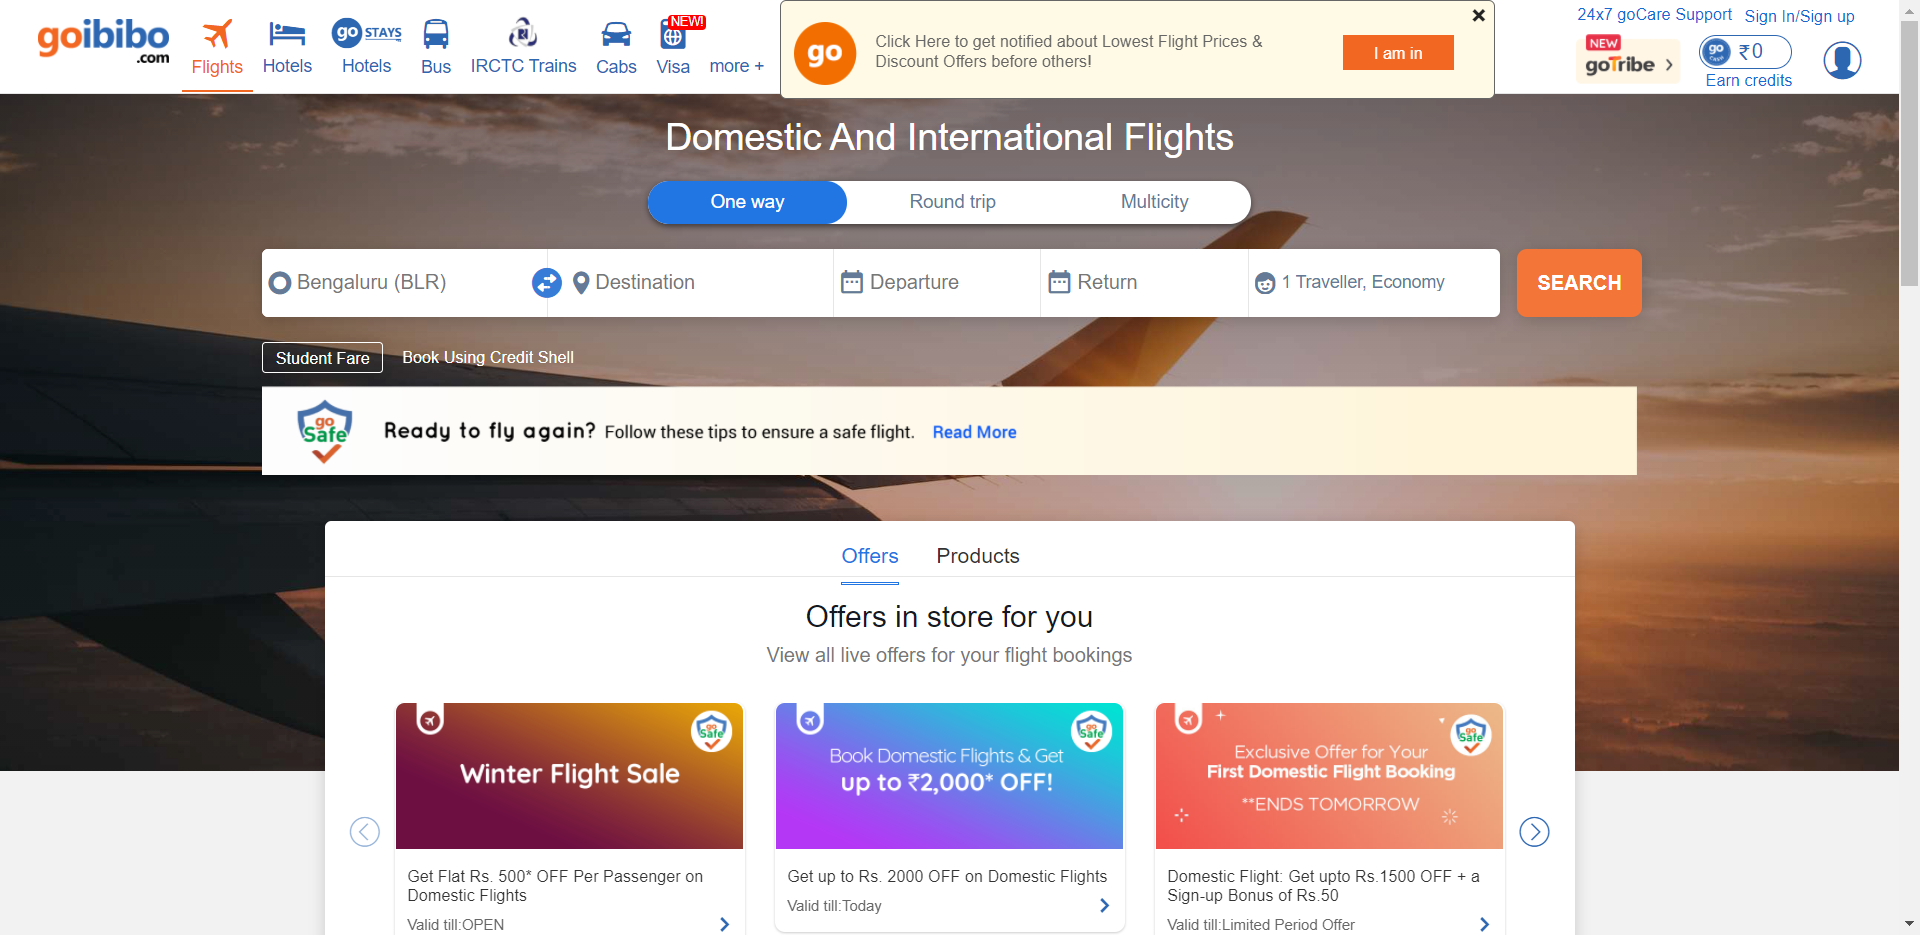 goibibo
.com
Flights
Hotels
go STAYS
Hotels
Bus
IRCTC Trains
Cabs
NEW!
Visa
more +
go
Click Here to get notified about Lowest Flight Prices &
Discount Offers before others!
I am in
24x7 goCare Support
Sign In/Sign up
NEW
goTribe
go
CASH
₹0
Earn credits
Domestic And International Flights
One way
Round trip
Multicity
Bengaluru (BLR)
Destination
Departure
Return
1 Traveller, Economy
SEARCH
Student Fare
Book Using Credit Shell
go
Safe
Ready to fly again? Follow these tips to ensure a safe flight. Read More
Offers
Products
Offers in store for you
View all live offers for your flight bookings
go
Safe
Winter Flight Sale
Get Flat Rs. 500* OFF Per Passenger on
Domestic Flights
Valid till:OPEN
go
Safe
Book Domestic Flights & Get
up to ₹2,000* OFF!
Get up to Rs. 2000 OFF on Domestic Flights
Valid till:Today
go
Safe
Exclusive Offer for Your
First Domestic Flight Booking
**ENDS TOMORROW
Domestic Flight: Get upto Rs.1500 OFF + a
Sign-up Bonus of Rs.50
Valid till:Limited Period Offer